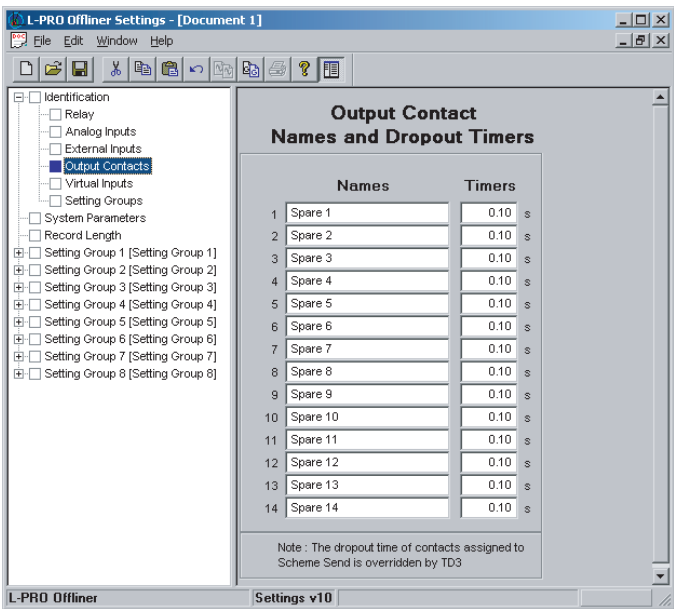 L-PRO Offliner Settings - [Document 1]
File Edit Window Help
Identification
Relay
Analog Inputs
External Inputs
Output Contacts
Virtual Inputs
Setting Groups
System Parameters
Record Length
Setting Group 1 [Setting Group 1]
Setting Group 2 [Setting Group 2]
Setting Group 3 [Setting Group 3]
Setting Group 4 [Setting Group 4]
Setting Group 5 [Setting Group 5]
Setting Group 6 [Setting Group 6]
Setting Group 7 [Setting Group 7]
Setting Group 8 [Setting Group 8]
Output Contact
Names and Dropout Timers
Names Timers
1 Spare 1 0.10 s
2 Spare 2 0.10 s
3 Spare 3 0.10 s
4 Spare 4 0.10 s
5 Spare 5 0.10 s
6 Spare 6 0.10 s
7 Spare 7 0.10 s
8 Spare 8 0.10 s
9 Spare 9 0.10 s
10 Spare 10 0.10 s
11 Spare 11 0.10 s
12 Spare 12 0.10 s
13 Spare 13 0.10 s
14 Spare 14 0.10 s
Note : The dropout time of contacts assigned to
Scheme Send is overridden by TD3
L-PRO Offliner Settings v10